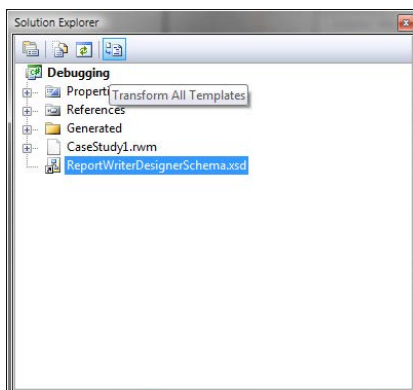 Solution Explorer
Debugging
Properti
Transform All Templates
References
Generated
CaseStudy1.rwm
ReportWriterDesignerSchema.xsd